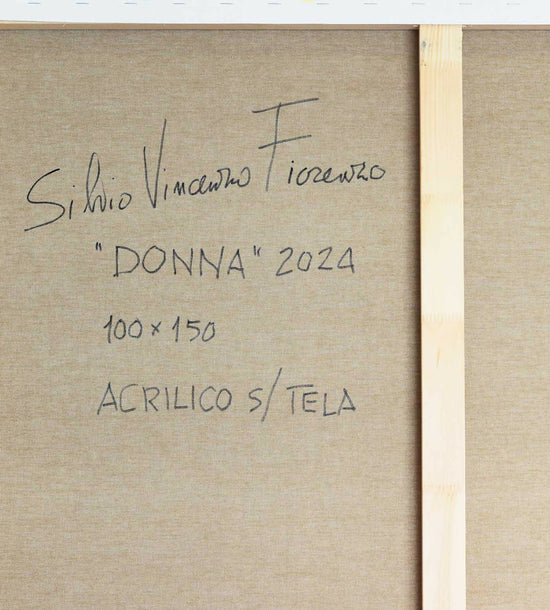 Silvio Vincenzo Fiorenzo
"DONNA" 2024
100 x 150
ACRILICO S/TELA